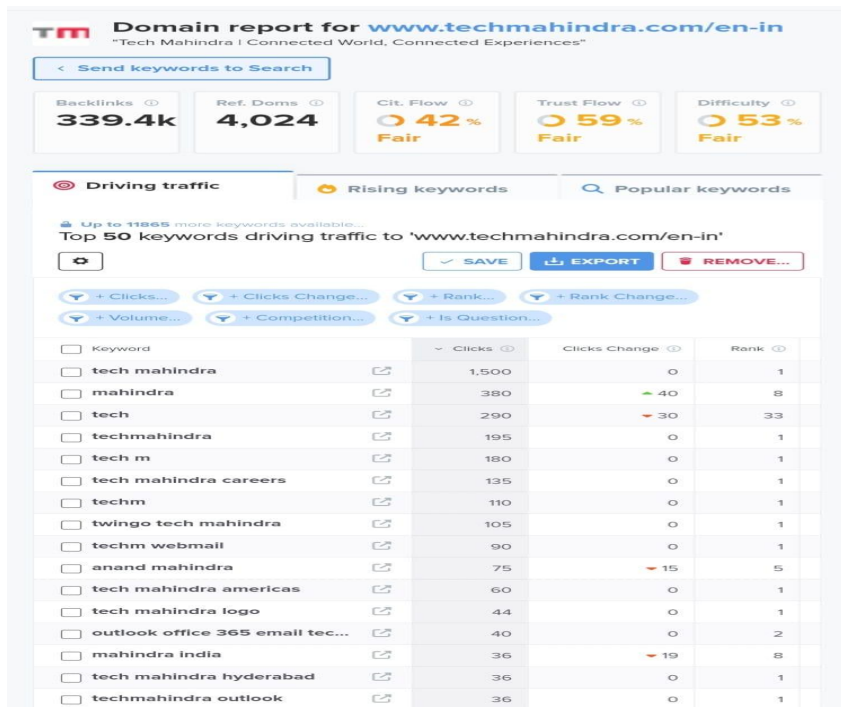 TM
Domain report for www.techmahindra.com/en-in
"Tech Mahindra | Connected World, Connected Experiences"
< Send keywords to Search
Backlinks
339.4k
Ref. Doms
4,024
Cit. Flow
42 %
Fair
Trust Flow
59 %
Fair
Difficulty
53 %
Fair
Driving traffic
Rising keywords
Popular keywords
Up to 11865 more keywords available...
Top 50 keywords driving traffic to 'www.techmahindra.com/en-in'
SAVE
EXPORT
REMOVE...
+ Clicks... + Clicks Change... + Rank... + Rank Change...
+ Volume... + Competition... + Is Question...
Keyword Clicks Clicks Change Rank
tech mahindra 1,500 0 1
mahindra 380 40 8
tech 290 30 33
techmahindra 195 0 1
tech m 180 0 1
tech mahindra careers 135 0 1
techm 110 0 1
twingo tech mahindra 105 0 1
techm webmail 90 0 1
anand mahindra 75 15 5
tech mahindra americas 60 0 1
tech mahindra logo 44 0 1
outlook office 365 email tec... 40 0 2
mahindra india 36 19 8
tech mahindra hyderabad 36 0 1
techmahindra outlook 36 0 1